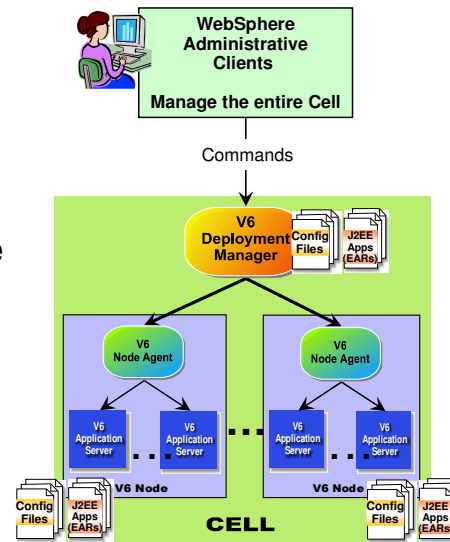 WebSphere
Administrative
Clients
Manage the entire Cell
Commands
e
V6
Deployment
Manager
Config
Files
J2EE
Apps
(EARs)
V6
Node Agent
V6
Node Agent
V6
Application
Server
V6
Application
Server
V6
Application
Server
V6
Application
Server
V6 Node
V6 Node
Config
Files
J2EE
Apps
(EARs)
Config
Files
J2EE
Apps
(EARs)
CELL